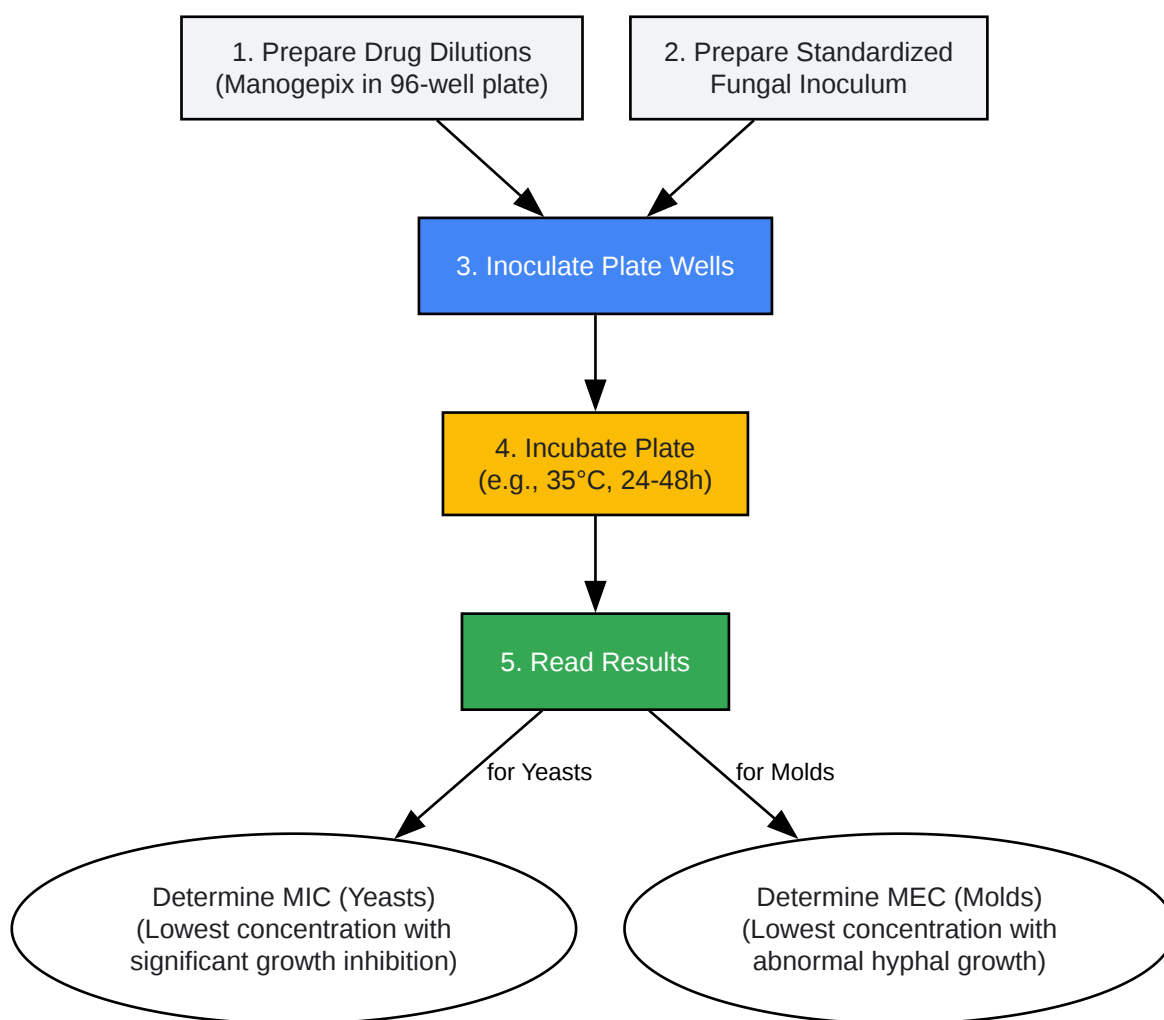 1. Prepare Drug Dilutions
(Manogepix in 96-well plate)
2. Prepare Standardized
Fungal Inoculum
3. Inoculate Plate Wells
4. Incubate Plate
(e.g., 35°C, 24-48h)
5. Read Results
for Yeasts
for Molds
Determine MIC (Yeasts)
(Lowest concentration with
significant growth inhibition)
Determine MEC (Molds)
(Lowest concentration with
abnormal hyphal growth)